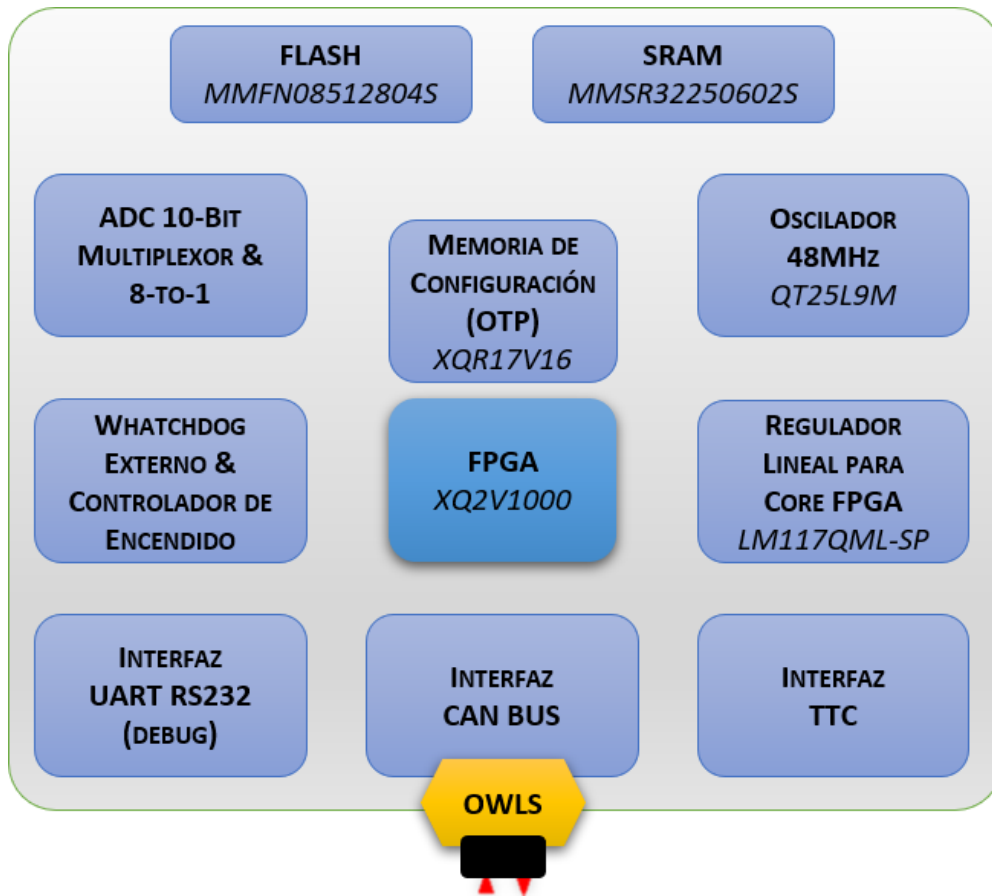 FLASH
MMFN08512804S
SRAM
MMSR32250602S
ADC 10-BIT
MULTIPLEXOR &
8-TO-1
MEMORIA DE
CONFIGURACIÓN
(OTP)
XQR17V16
OSCILADOR
48MHZ
QT25L9M
WHATCHDOG
EXTERNO &
CONTROLADOR DE
ENCENDIDO
FPGA
XQ2V1000
REGULADOR
LINEAL PARA
CORE FPGA
LM117QML-SP
INTERFAZ
UART RS232
(DEBUG)
INTERFAZ
CAN BUS
INTERFAZ
TTC
OWLS